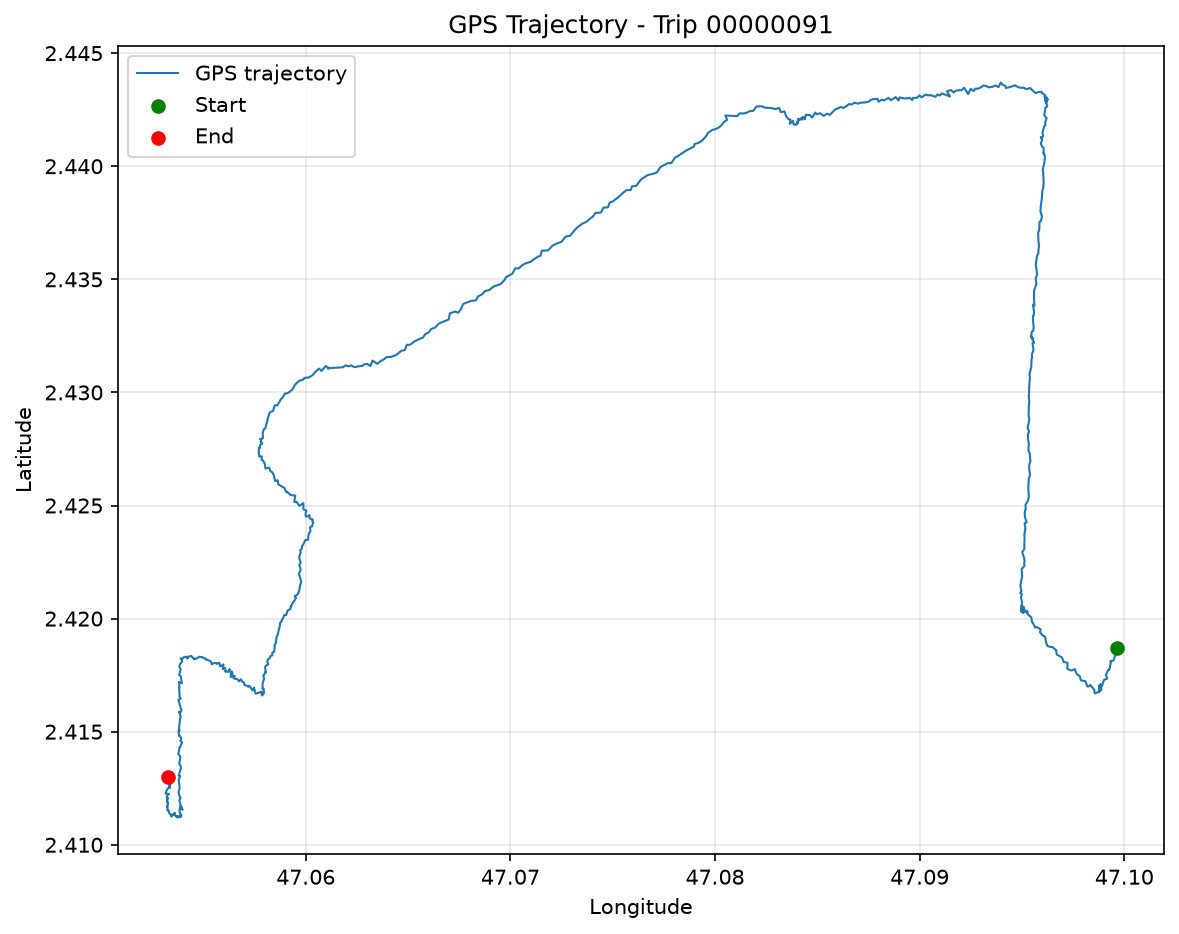 GPS Trajectory - Trip 00000091
GPS trajectory
Start
End
2.445
2.440
2.435
2.430
2.425
2.420
2.415
2.410
Latitude
47.06
47.07
47.08
47.09
47.10
Longitude